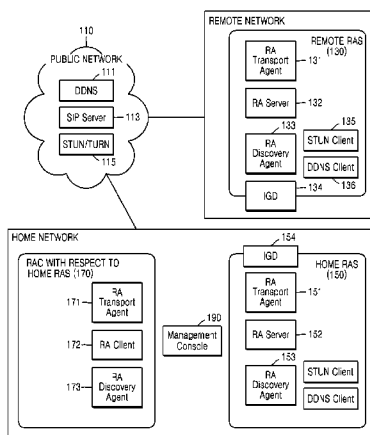 110
PUBLIC NETWORK
111
DDNS
SIP Server
113
STUN/TURN
115
REMOTE NETWORK
REMOTE RAS
(130)
RA
Transport
Agent
131
RA Server
132
133
135
RA
Discovery
Agent
STUN Client
DDNS Client
134
136
IGD
HOME NETWORK
RAC WITH RESPECT TO
HOME RAS (170)
171
RA
Transport
Agent
172
RA Client
173
RA
Discovery
Agent
190
Management
Console
154
IGD
HOME RAS
(150)
RA
Transport
Agent
151
RA Server
152
153
RA
Discovery
Agent
STUN Client
DDNS Client